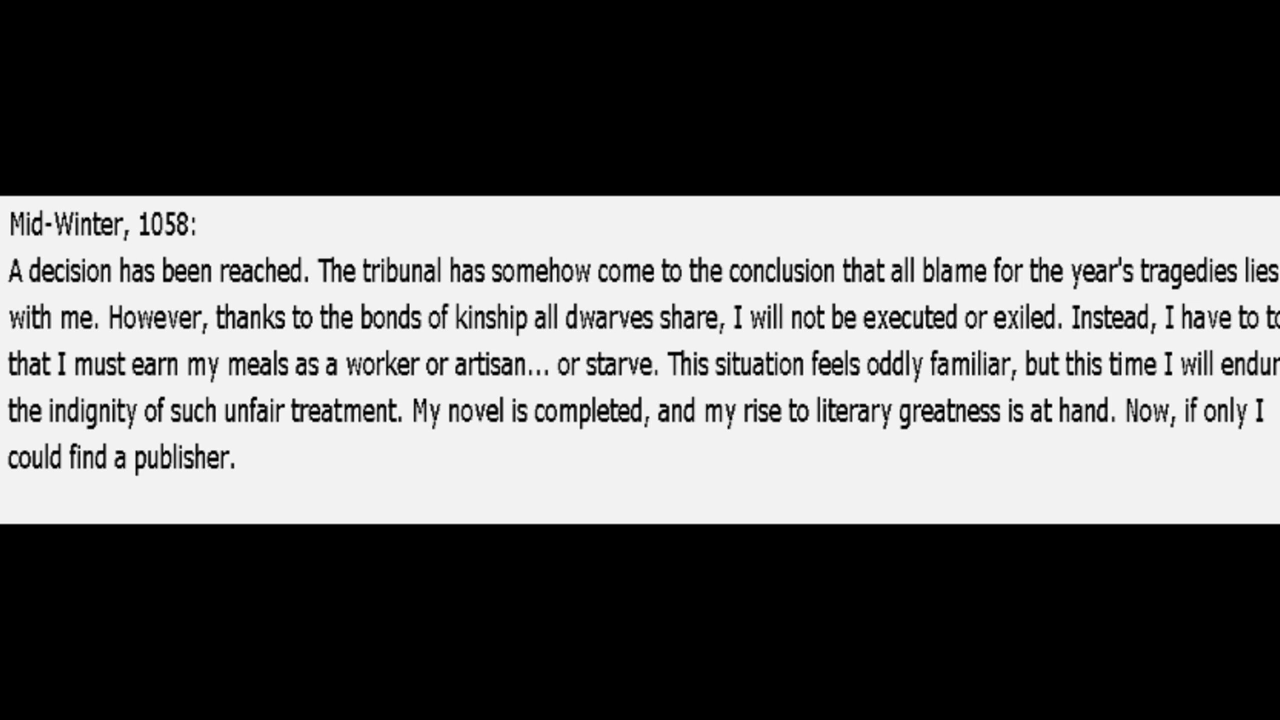 Mid-Winter, 1058:
A decision has been reached. The tribunal has somehow come to the conclusion that all blame for the year's tragedies lies
with me. However, thanks to the bonds of kinship all dwarves share, I will not be executed or exiled. Instead, I have to
that I must earn my meals as a worker or artisan... or starve. This situation feels oddly familiar, but this time I will
the indignity of such unfair treatment. My novel is completed, and my rise to literary greatness is at hand. Now, if only I
could find a publisher.